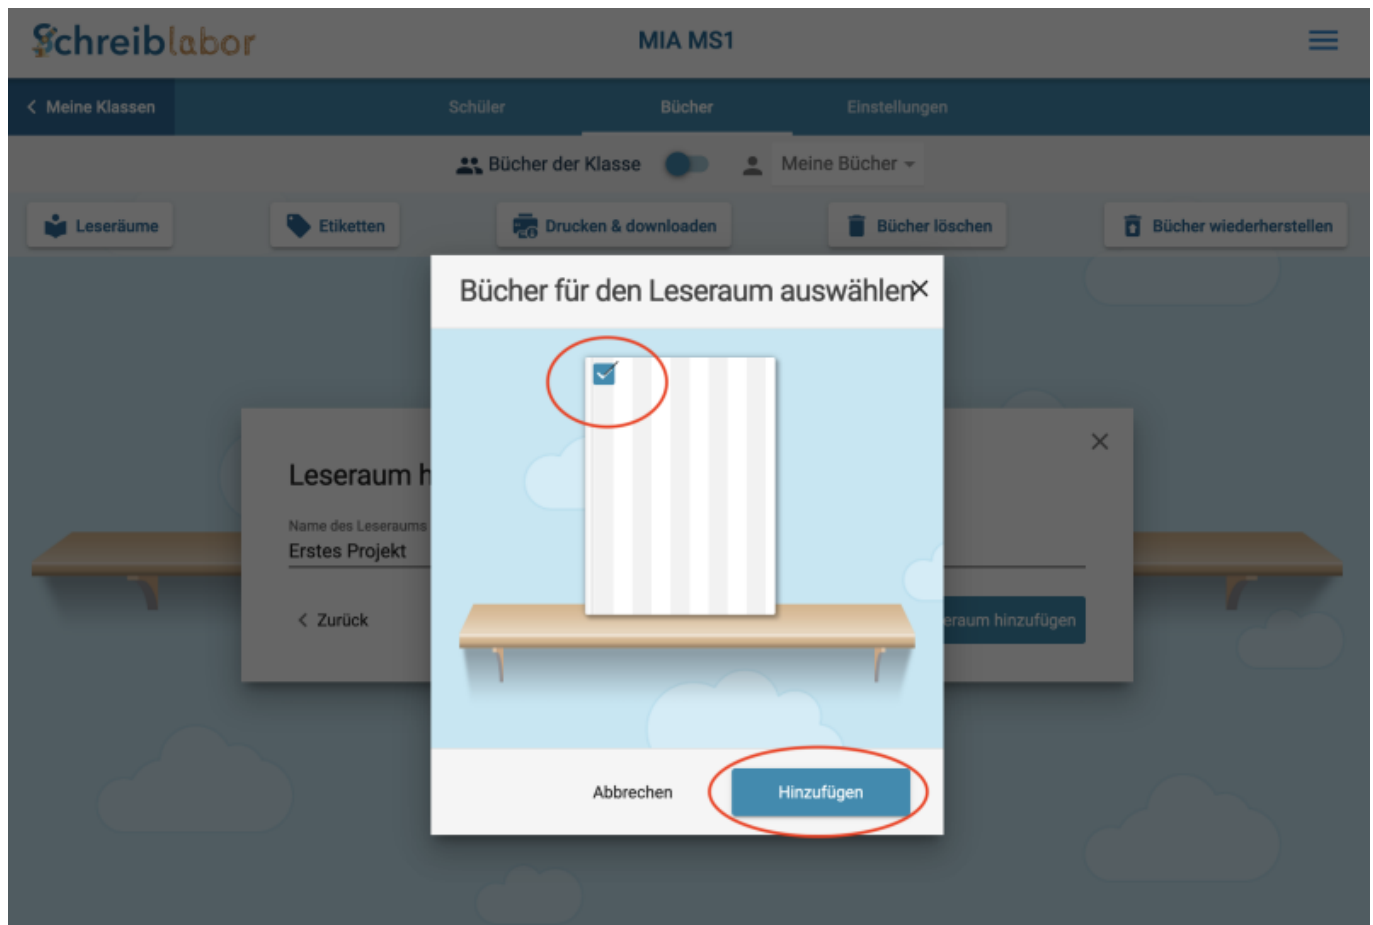 Schreiblabor
MIA MS1
Meine Klassen
Schüler
Bücher
Einstellungen
Bücher der Klasse
Meine Bücher
Leseräume
Etiketten
Drucken & downloaden
Bücher löschen
Bücher wiederherstellen
Bücher für den Leseraum auswählen
Leseraum h
Name des Leseraums
Erstes Projekt
Zurück
eraum hinzufügen
Abbrechen
Hinzufügen